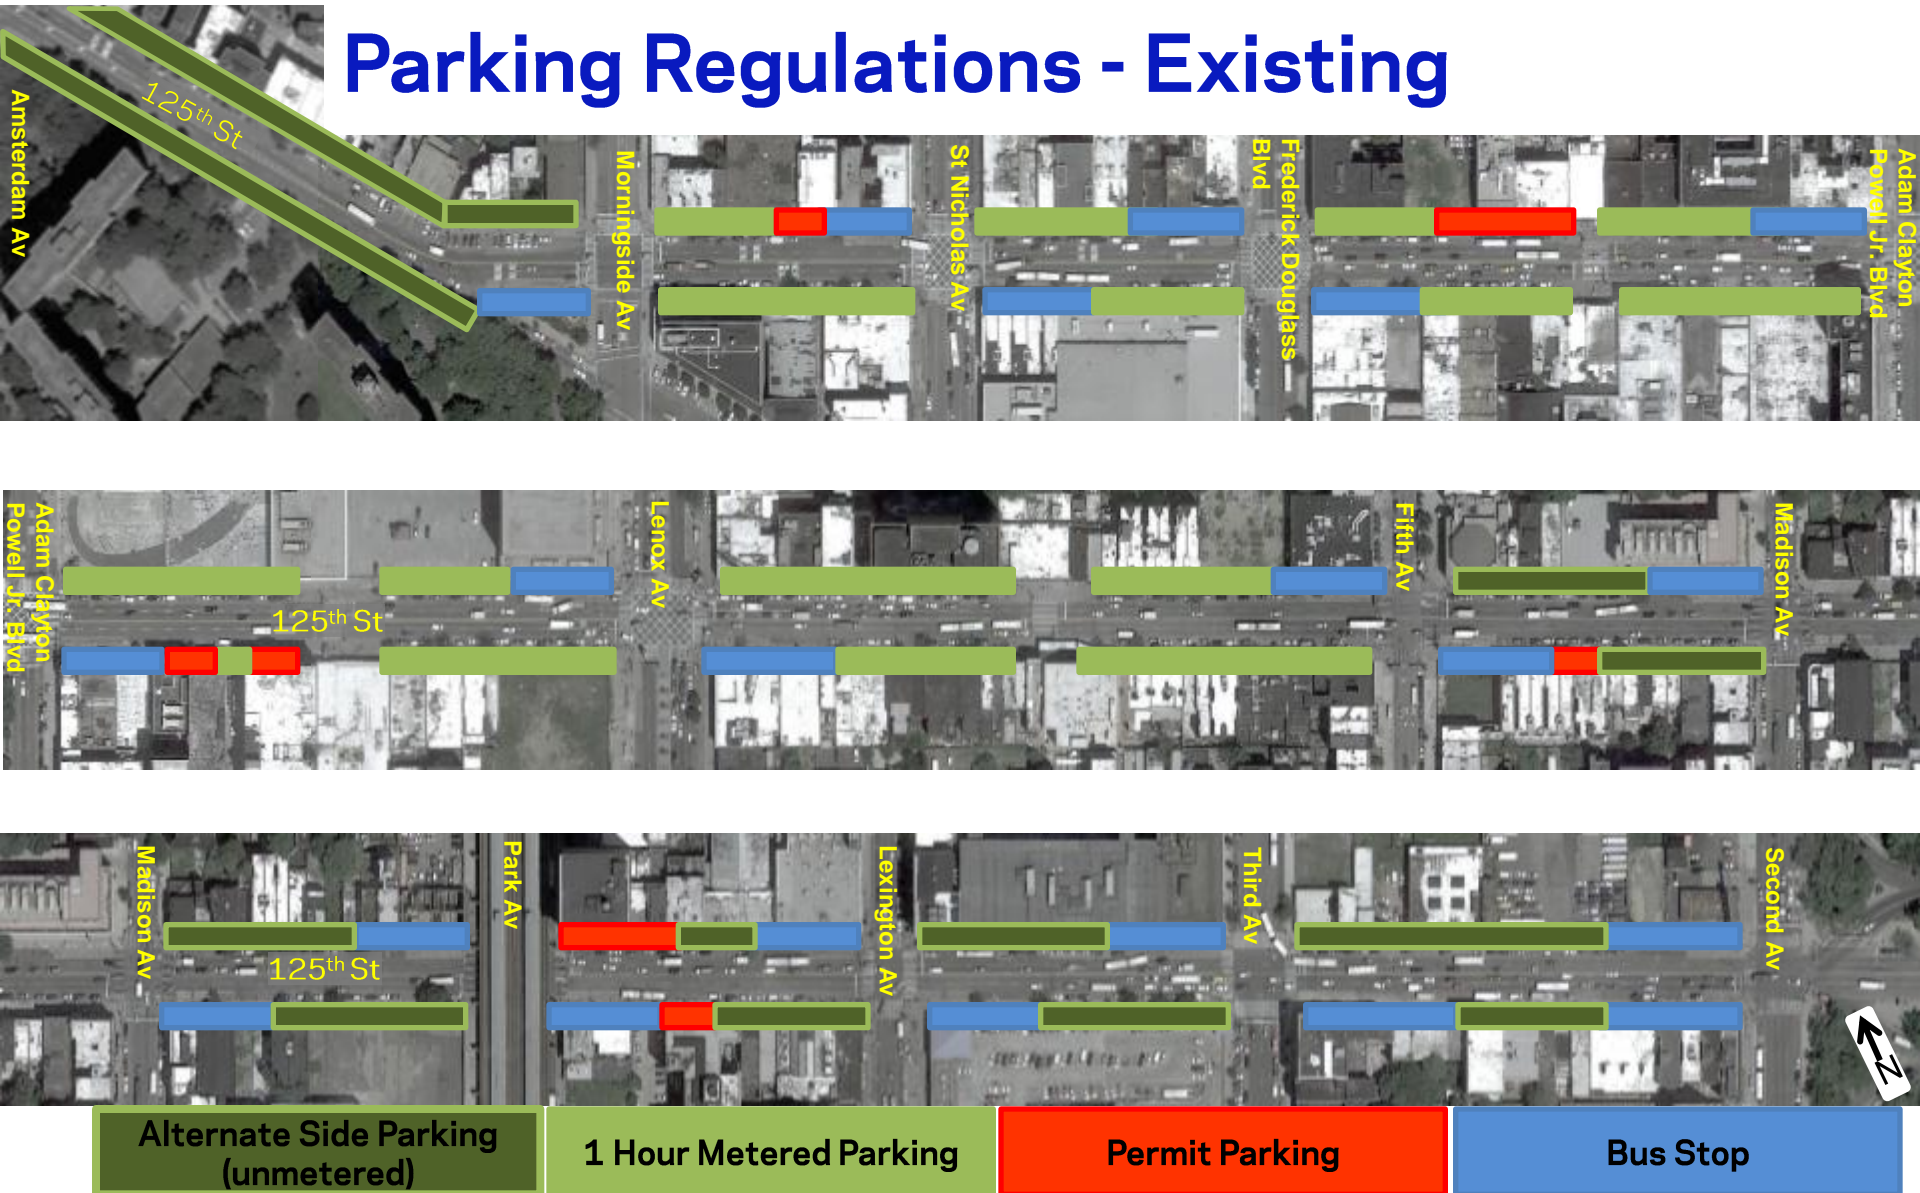 Parking Regulations - Existing
125th St
Amsterdam Av
Morningside Av
St Nicholas Av
Frederick Douglass
Blvd
Adam Clayton
Powell Jr. Blvd
Adam Clayton
Powell Jr. Blvd
125th St
Lenox Av
Fifth Av
Madison Av
Madison Av
125th St
Park Av
Lexington Av
Third Av
Second Av
N
Alternate Side Parking
(unmetered)
1 Hour Metered Parking
Permit Parking
Bus Stop